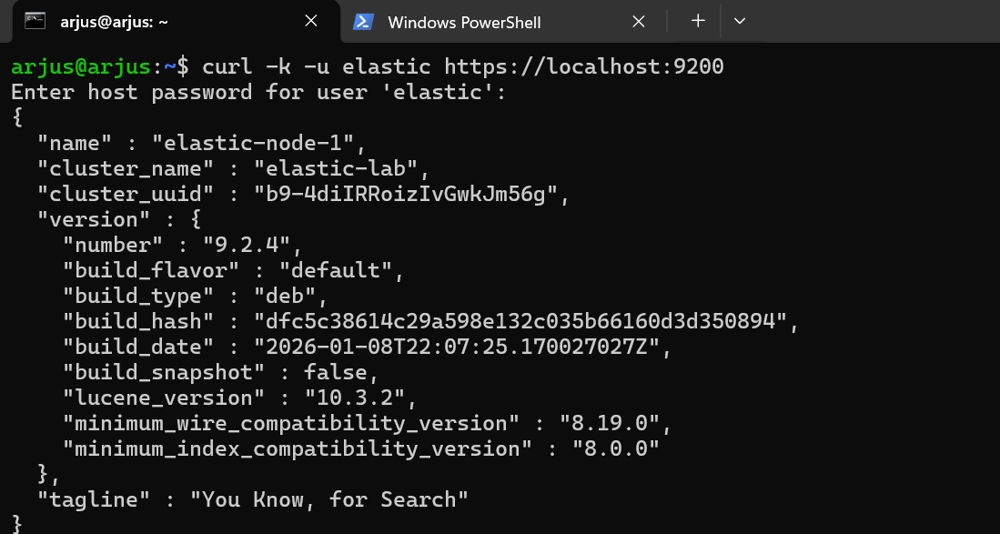 arjus@arjus: ~
Windows PowerShell
arjus@arjus:~$ curl -k -u elastic https://localhost:9200
Enter host password for user 'elastic':
{
  "name" : "elastic-node-1",
  "cluster_name" : "elastic-lab",
  "cluster_uuid" : "b9-4diIRRoizIvGwkJm56g",
  "version" : {
    "number" : "9.2.4",
    "build_flavor" : "default",
    "build_type" : "deb",
    "build_hash" : "dfc5c38614c29a598e132c035b66160d3d350894",
    "build_date" : "2026-01-08T22:07:25.170027027Z",
    "build_snapshot" : false,
    "lucene_version" : "10.3.2",
    "minimum_wire_compatibility_version" : "8.19.0",
    "minimum_index_compatibility_version" : "8.0.0"
  },
  "tagline" : "You Know, for Search"
}